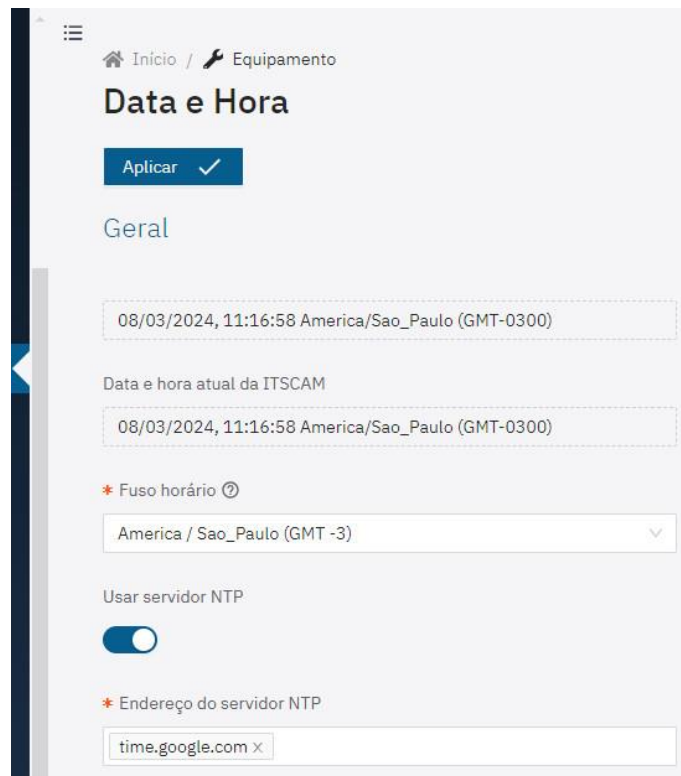 Início / Equipamento
Data e Hora
Aplicar
Geral
08/03/2024, 11:16:58 America/Sao_Paulo (GMT-0300)
Data e hora atual da ITSCAM
08/03/2024, 11:16:58 America/Sao_Paulo (GMT-0300)
* Fuso horário ?
America / Sao_Paulo (GMT -3)
Usar servidor NTP
* Endereço do servidor NTP
time.google.com ×